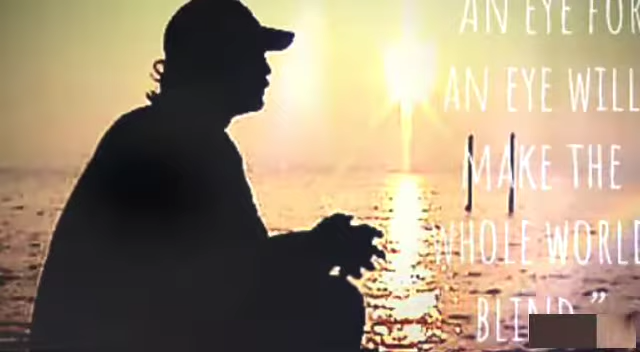 AN EYE FOR
AN EYE WILL
MAKE THE
WHOLE WORLD
BLIND."